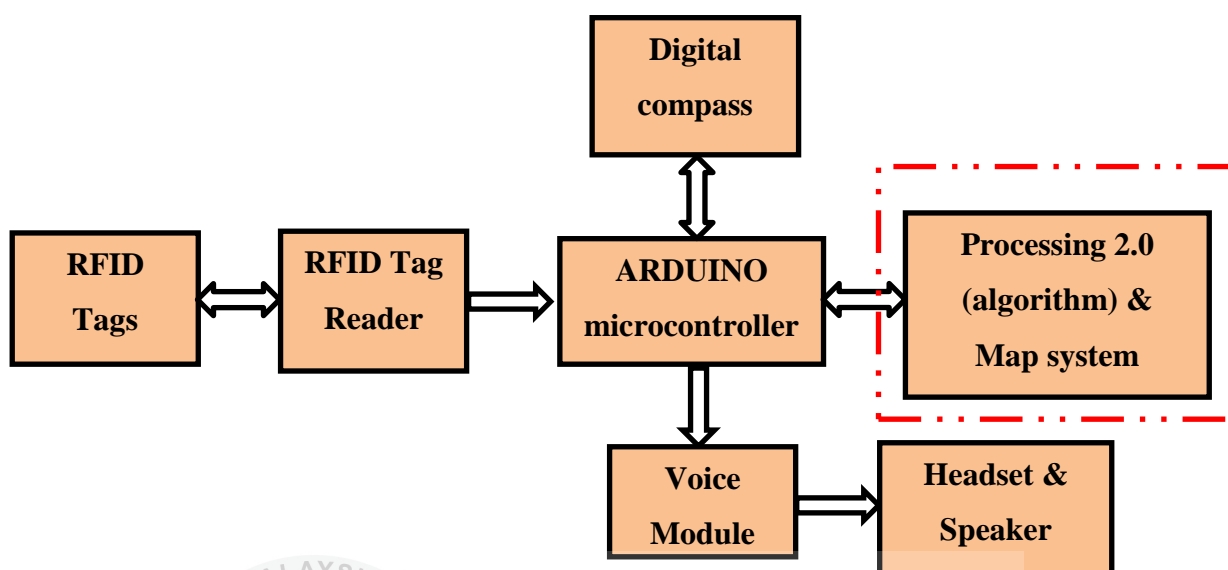 Digital
compass
RFID
Tags
RFID Tag
Reader
ARDUINO
microcontroller
Processing 2.0
(algorithm) &
Map system
Voice
Module
Headset &
Speaker